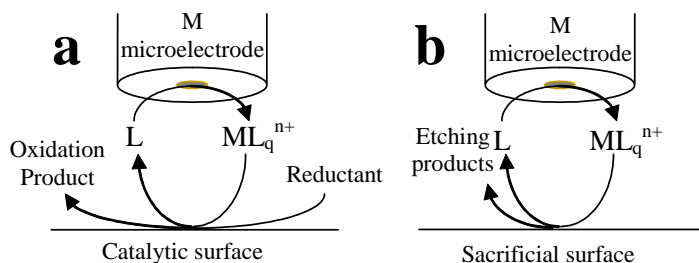 a
M
microelectrode
L
ML_q^{n+}
Oxidation
Product
Reductant
Catalytic surface
b
M
microelectrode
Etching
products
L
ML_q^{n+}
Sacrificial surface